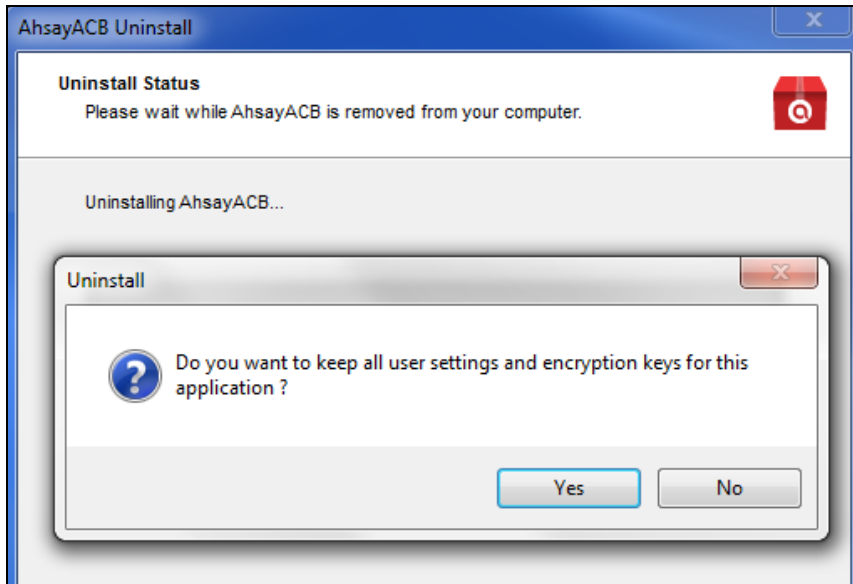 AhsayACB Uninstall
Uninstall Status
Please wait while AhsayACB is removed from your computer.
Uninstalling AhsayACB...
Uninstall
Do you want to keep all user settings and encryption keys for this
application ?
Yes No